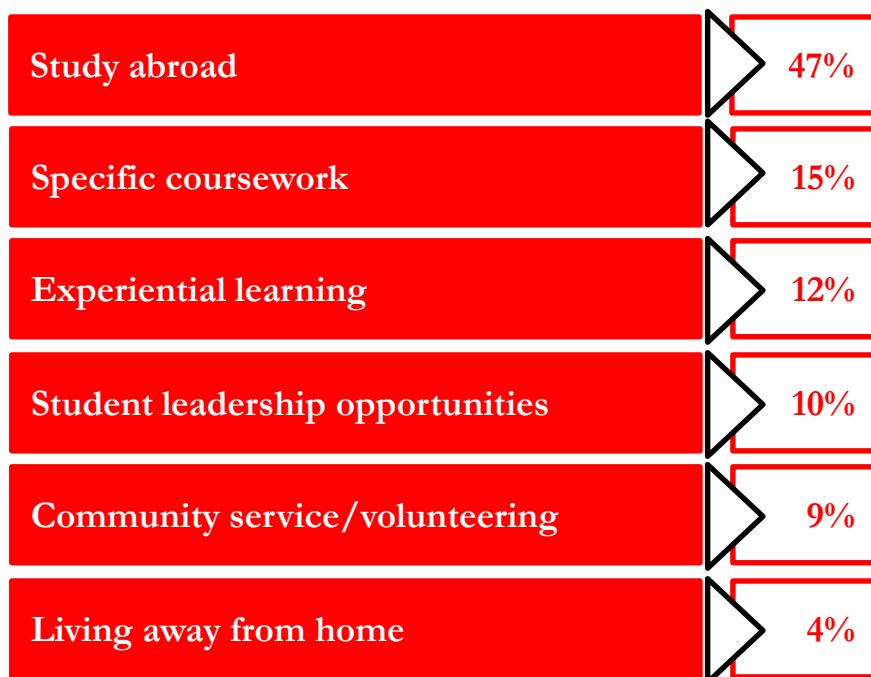 Study abroad 47%
Specific coursework 15%
Experiential learning 12%
Student leadership opportunities 10%
Community service/volunteering 9%
Living away from home 4%